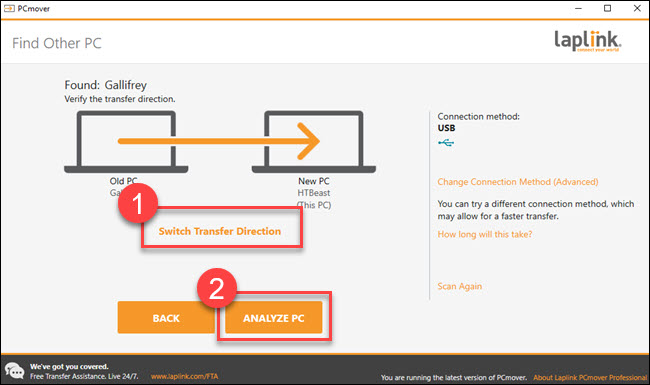 PCmover
Find Other PC
laplink.
connect your world
Found: Gallifrey
Verify the transfer direction.
Old PC
New PC
HTBeast
(This PC)
1
Switch Transfer Direction
2
BACK
ANALYZE PC
Connection method:
USB
Change Connection Method (Advanced)
You can try a different connection method, which
may allow for a faster transfer.
How long will this take?
Scan Again
We've got you covered.
Free Transfer Assistance. Live 24/7. www.laplink.com/FTA
You are running the latest version of PCmover. About Laplink PCmover Professional